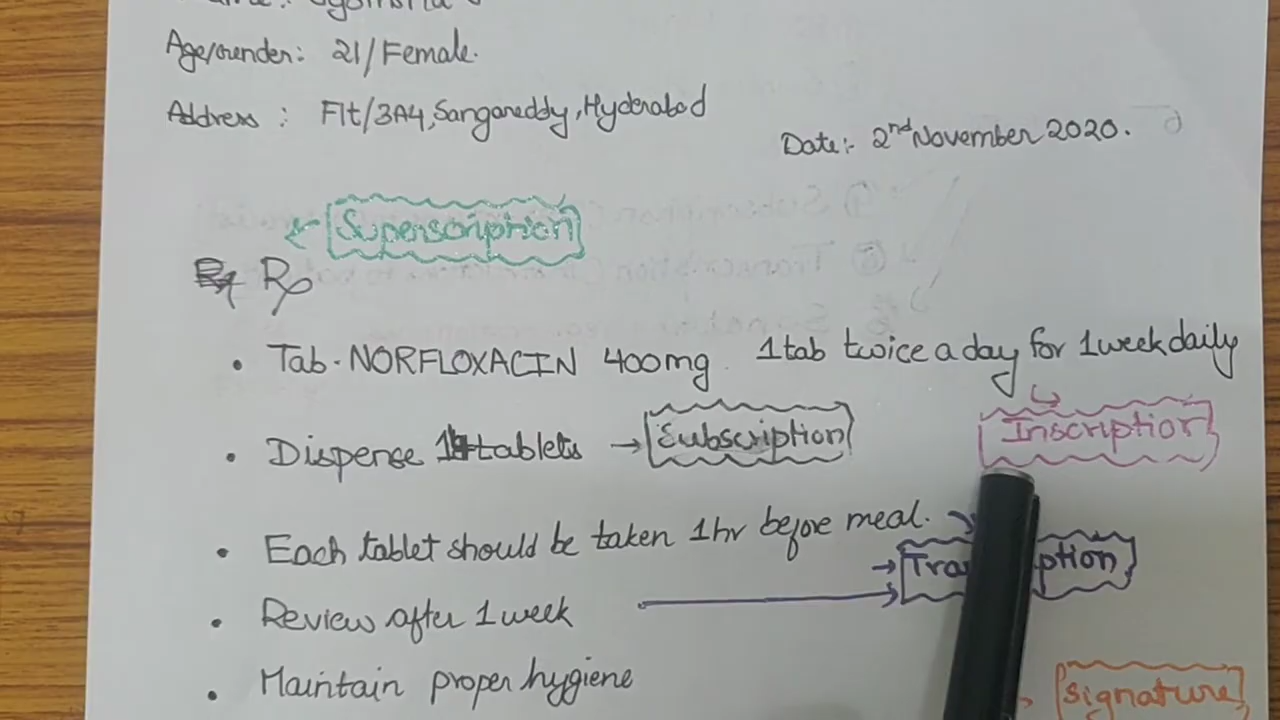 Age/Gender: 21/Female.
Address : Flt/3A4, Sangareddy, Hyderabad
Date:- 2nd November 2020.
Superscription
Rx
• Tab. NORFLOXACIN 400mg. 1tab twice a day for 1 week daily
• Dispense 14 tablets → Subscription
Inscription
• Each tablet should be taken 1hr before meal.
• Review after 1 week
• Maintain proper hygiene
Signature